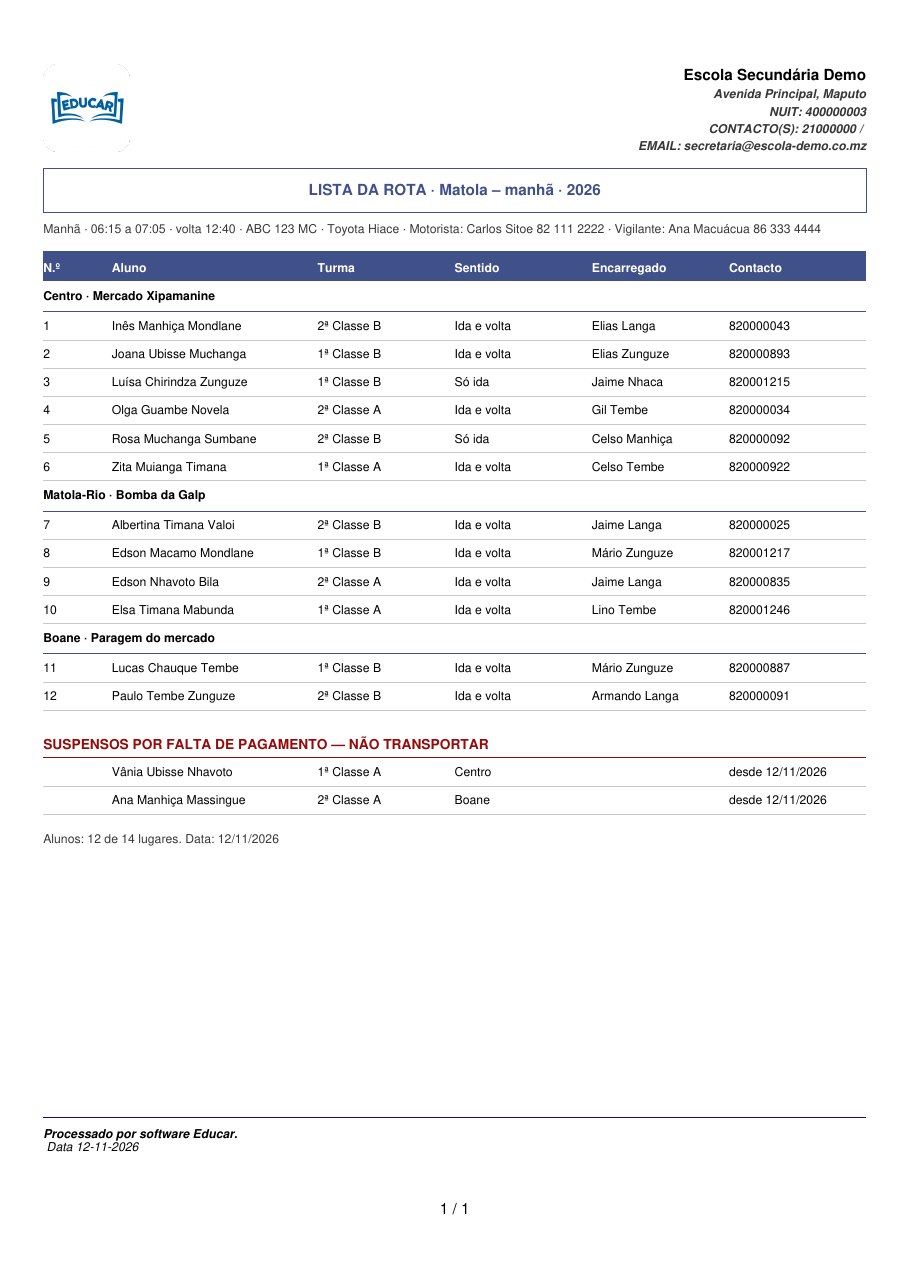 EDUCAR
Escola Secundária Demo
Avenida Principal, Maputo
NUIT: 400000003
CONTACTO(S): 21000000 /
EMAIL: secretaria@escola-demo.co.mz
LISTA DA ROTA · Matola – manhã · 2026
Manhã · 06:15 a 07:05 · volta 12:40 · ABC 123 MC · Toyota Hiace · Motorista: Carlos Sitoe 82 111 2222 · Vigilante: Ana Macuácua 86 333 4444
N.º Aluno Turma Sentido Encarregado Contacto
Centro · Mercado Xipamanine
1 Inês Manhiça Mondlane 2ª Classe B Ida e volta Elias Langa 820000043
2 Joana Ubisse Muchanga 1ª Classe B Ida e volta Elias Zunguze 820000893
3 Luísa Chirindza Zunguze 1ª Classe B Só ida Jaime Nhaca 820001215
4 Olga Guambe Novela 2ª Classe A Ida e volta Gil Tembe 820000034
5 Rosa Muchanga Sumbane 2ª Classe B Só ida Celso Manhiça 820000092
6 Zita Muianga Timana 1ª Classe A Ida e volta Celso Tembe 820000922
Matola-Rio · Bomba da Galp
7 Albertina Timana Valoi 2ª Classe B Ida e volta Jaime Langa 820000025
8 Edson Macamo Mondlane 1ª Classe B Ida e volta Mário Zunguze 820001217
9 Edson Nhavoto Bila 2ª Classe A Ida e volta Jaime Langa 820000835
10 Elsa Timana Mabunda 1ª Classe A Ida e volta Lino Tembe 820001246
Boane · Paragem do mercado
11 Lucas Chauque Tembe 1ª Classe B Ida e volta Mário Zunguze 820000887
12 Paulo Tembe Zunguze 2ª Classe B Ida e volta Armando Langa 820000091
SUSPENSOS POR FALTA DE PAGAMENTO — NÃO TRANSPORTAR
Vânia Ubisse Nhavoto 1ª Classe A Centro desde 12/11/2026
Ana Manhiça Massingue 2ª Classe A Boane desde 12/11/2026
Alunos: 12 de 14 lugares. Data: 12/11/2026
Processado por software Educar.
Data 12-11-2026
1 / 1